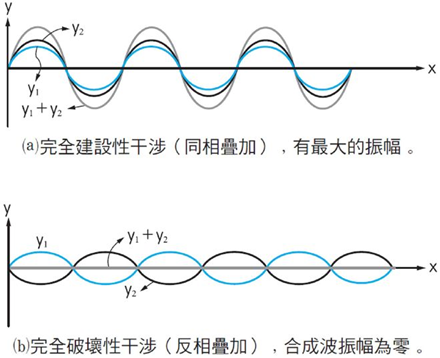 y
y₂
x
y₁
y₁+y₂
(a)完全建設性干涉(同相疊加),有最大的振幅。
y
y₁
y₁+y₂
x
y₂
(b)完全破壞性干涉(反相疊加),合成波振幅為零。